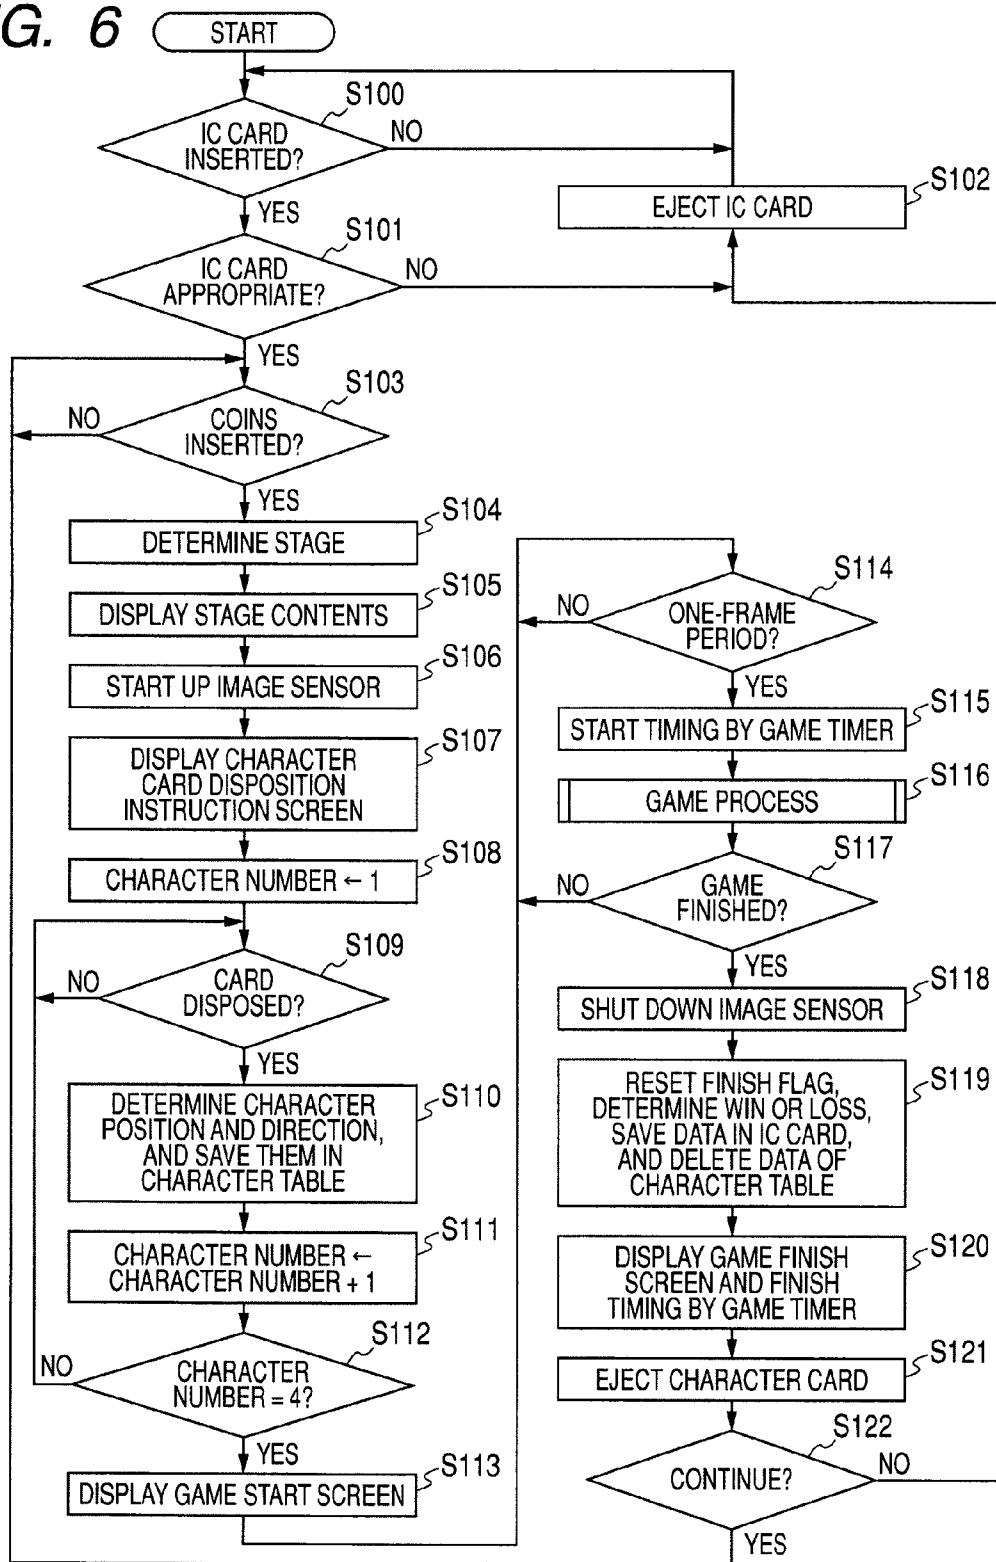 G. 6
START
S100
IC CARD
INSERTED?
NO
YES
S102
EJECT IC CARD
S101
IC CARD
APPROPRIATE?
NO
YES
S103
COINS
INSERTED?
NO
YES
S104
DETERMINE STAGE
S105
DISPLAY STAGE CONTENTS
S106
START UP IMAGE SENSOR
S107
DISPLAY CHARACTER
CARD DISPOSITION
INSTRUCTION SCREEN
S108
CHARACTER NUMBER ← 1
S109
CARD
DISPOSED?
NO
YES
S110
DETERMINE CHARACTER
POSITION AND DIRECTION,
AND SAVE THEM IN
CHARACTER TABLE
S111
CHARACTER NUMBER ←
CHARACTER NUMBER + 1
S112
CHARACTER
NUMBER = 4?
NO
YES
S113
DISPLAY GAME START SCREEN
S114
ONE-FRAME
PERIOD?
NO
YES
S115
START TIMING BY GAME TIMER
S116
GAME PROCESS
S117
GAME
FINISHED?
NO
YES
S118
SHUT DOWN IMAGE SENSOR
S119
RESET FINISH FLAG,
DETERMINE WIN OR LOSS,
SAVE DATA IN IC CARD,
AND DELETE DATA OF
CHARACTER TABLE
S120
DISPLAY GAME FINISH
SCREEN AND FINISH
TIMING BY GAME TIMER
S121
EJECT CHARACTER CARD
S122
CONTINUE?
NO
YES